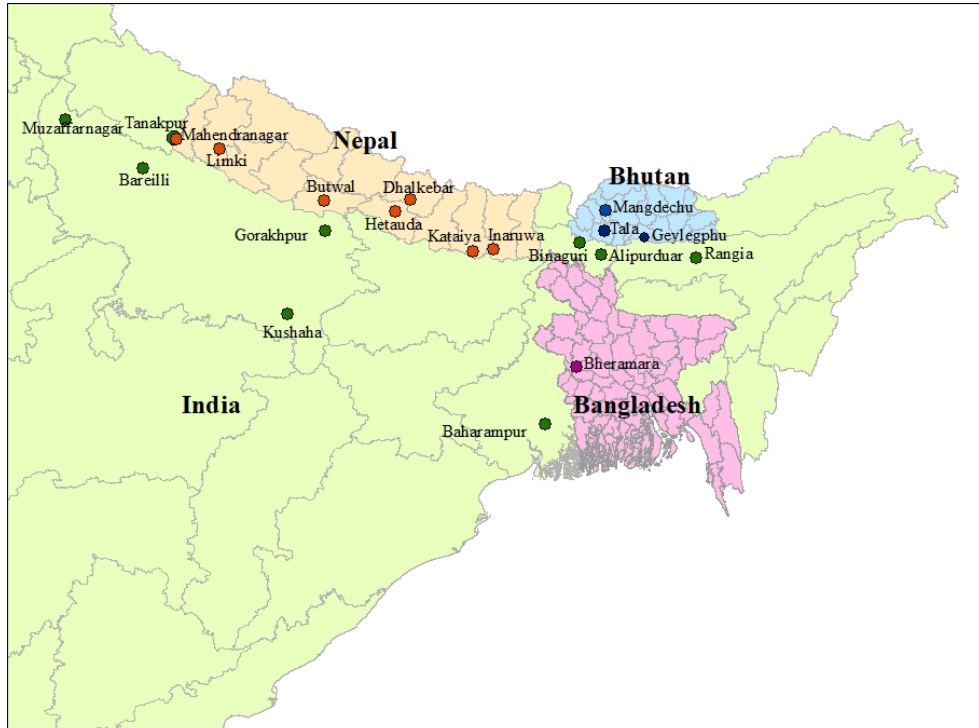 Muzaffarnagar
Tanakpur
Mahendranagar
Limki
Nepal
Bareilli
Butwal
Dhalkebar
Hetauda
Bhutan
Mangdechu
Tala
Geylegphu
Gorakhpur
Kataiya
Inaruwa
Binaguri
Alipurduar
Rangia
Kushaha
Bheramara
India
Bangladesh
Baharampur